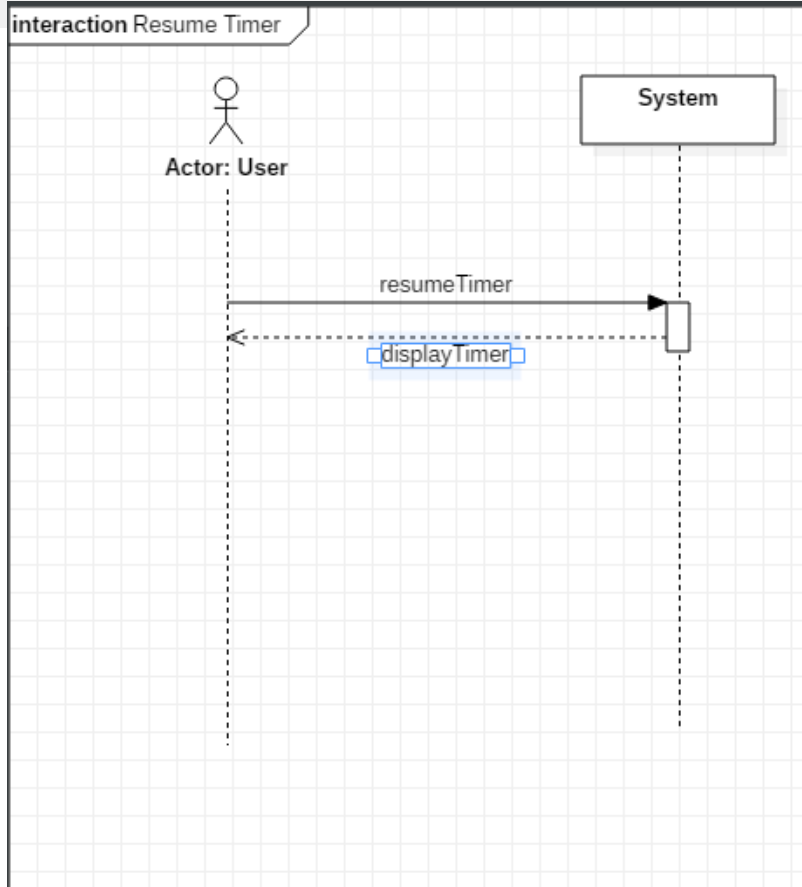 interaction Resume Timer
System
Actor: User
resumeTimer
displayTimer